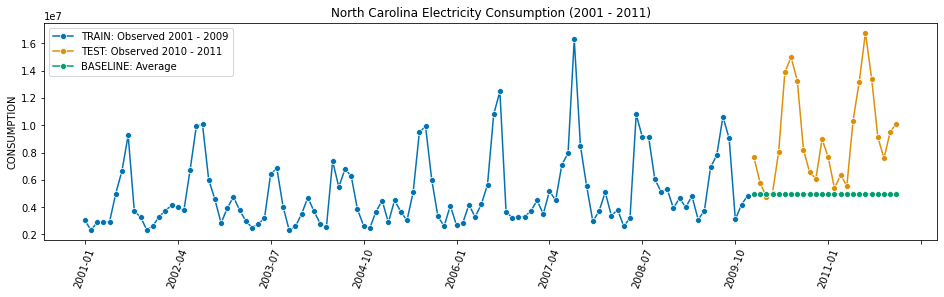 North Carolina Electricity Consumption (2001 - 2011)
1e7
TRAIN: Observed 2001 - 2009
TEST: Observed 2010 - 2011
BASELINE: Average
CONSUMPTION
1.6
1.4
1.2
1.0
0.8
0.6
0.4
0.2
2001-01
2002-04
2003-07
2004-10
2006-01
2007-04
2008-07
2009-10
2011-01